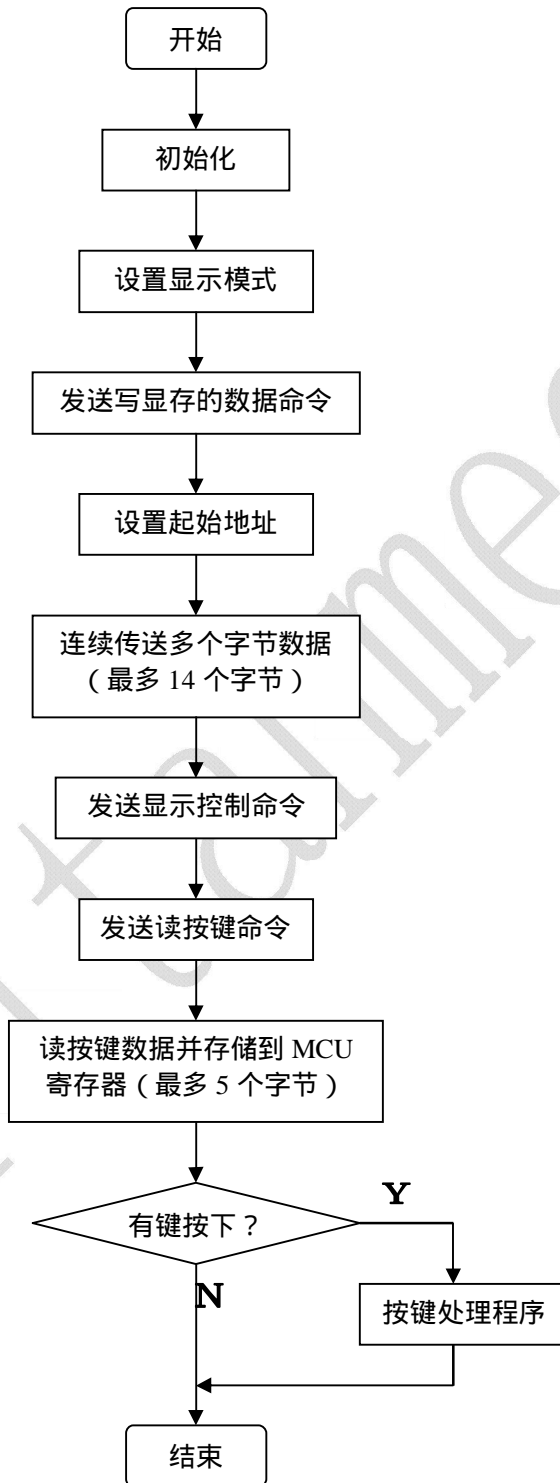 开始
初始化
设置显示模式
发送写显存的数据命令
设置起始地址
连续传送多个字节数据
（最多 14 个字节）
发送显示控制命令
发送读按键命令
读按键数据并存储到 MCU
寄存器（最多 5 个字节）
有键按下？
Y
N
按键处理程序
结束